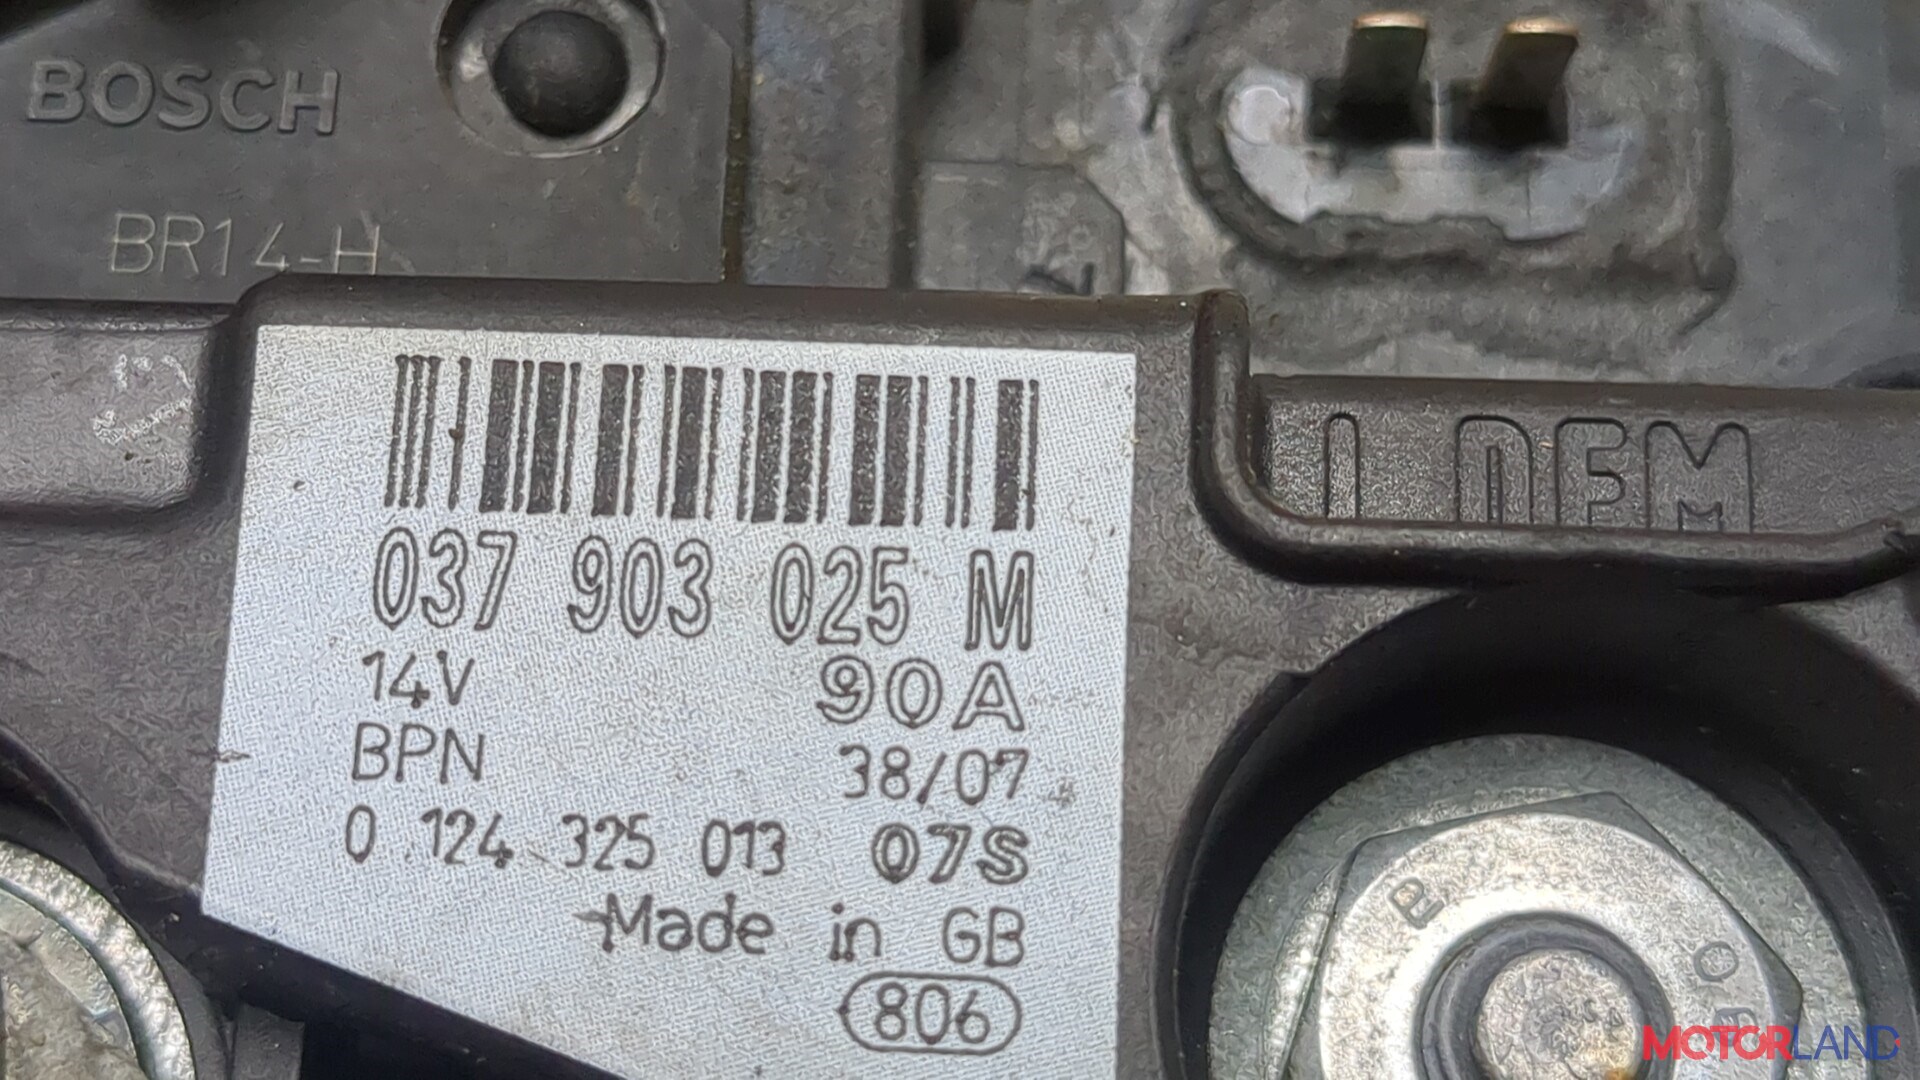 BOSCH
BR14-H
037 903 025 M
14V 90A
BPN 38/07
0 124 325 013 07S
Made in GB
806
MOTORLAND